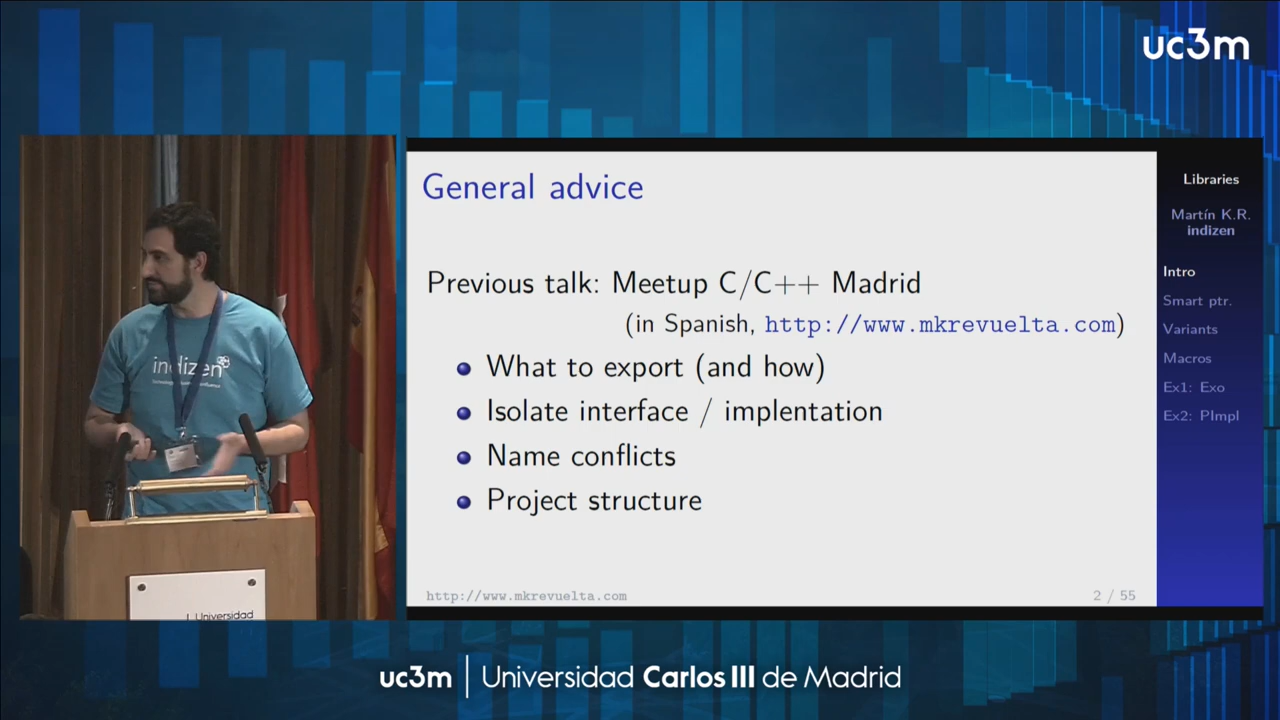 uc3m
General advice
Previous talk: Meetup C/C++ Madrid
(in Spanish, http://www.mkrevuelta.com)
What to export (and how)
Isolate interface / implentation
Name conflicts
Project structure
http://www.mkrevuelta.com
2 / 55
Libraries
Martín K.R.
indizen
Intro
Smart ptr.
Variants
Macros
Ex1: Exo
Ex2: PImpl
indizen
Universidad
uc3m | Universidad Carlos III de Madrid